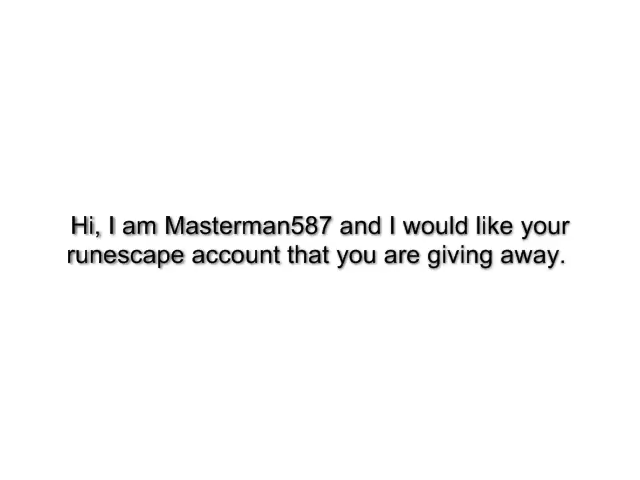 Hi, I am Masterman587 and I would like your
runescape account that you are giving away.